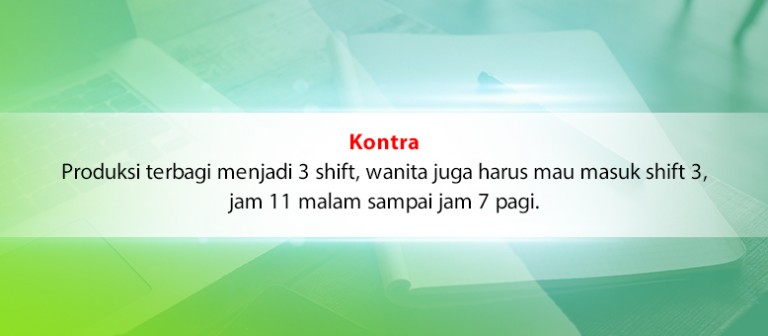 Kontra
Produksi terbagi menjadi 3 shift, wanita juga harus mau masuk shift 3,
jam 11 malam sampai jam 7 pagi.